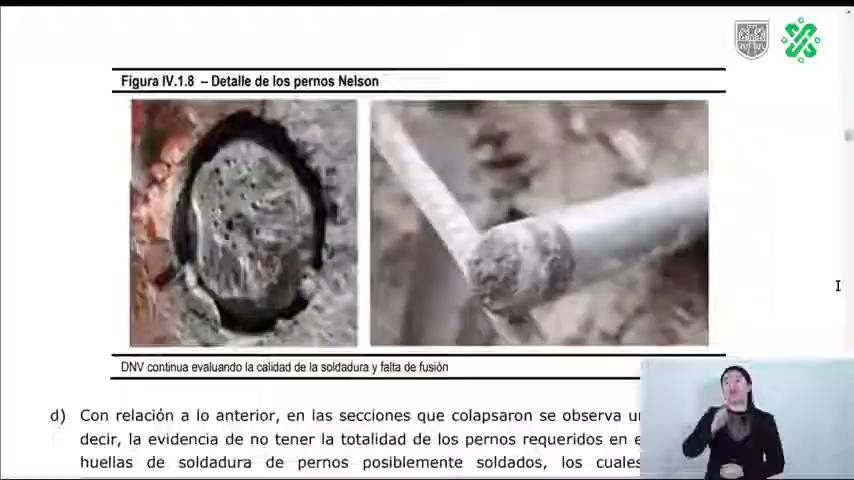 Figura IV.1.8 – Detalle de los pernos Nelson
DNV continua evaluando la calidad de la soldadura y falta de fusión
d) Con relación a lo anterior, en las secciones que colapsaron se observa
decir, la evidencia de no tener la totalidad de los pernos requeridos en
huellas de soldadura de pernos posiblemente soldados, los cuales